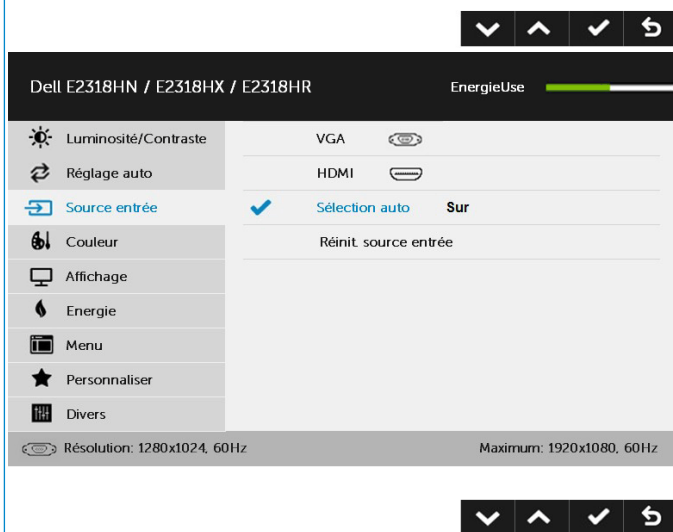 Dell E2318HN / E2318HX / E2318HR EnergieUse
Luminosité/Contraste VGA
Réglage auto HDMI
Source entrée Sélection auto Sur
Couleur Réinit. source entrée
Affichage
Energie
Menu
Personnaliser
Divers
Résolution: 1280x1024, 60Hz Maximum: 1920x1080, 60Hz